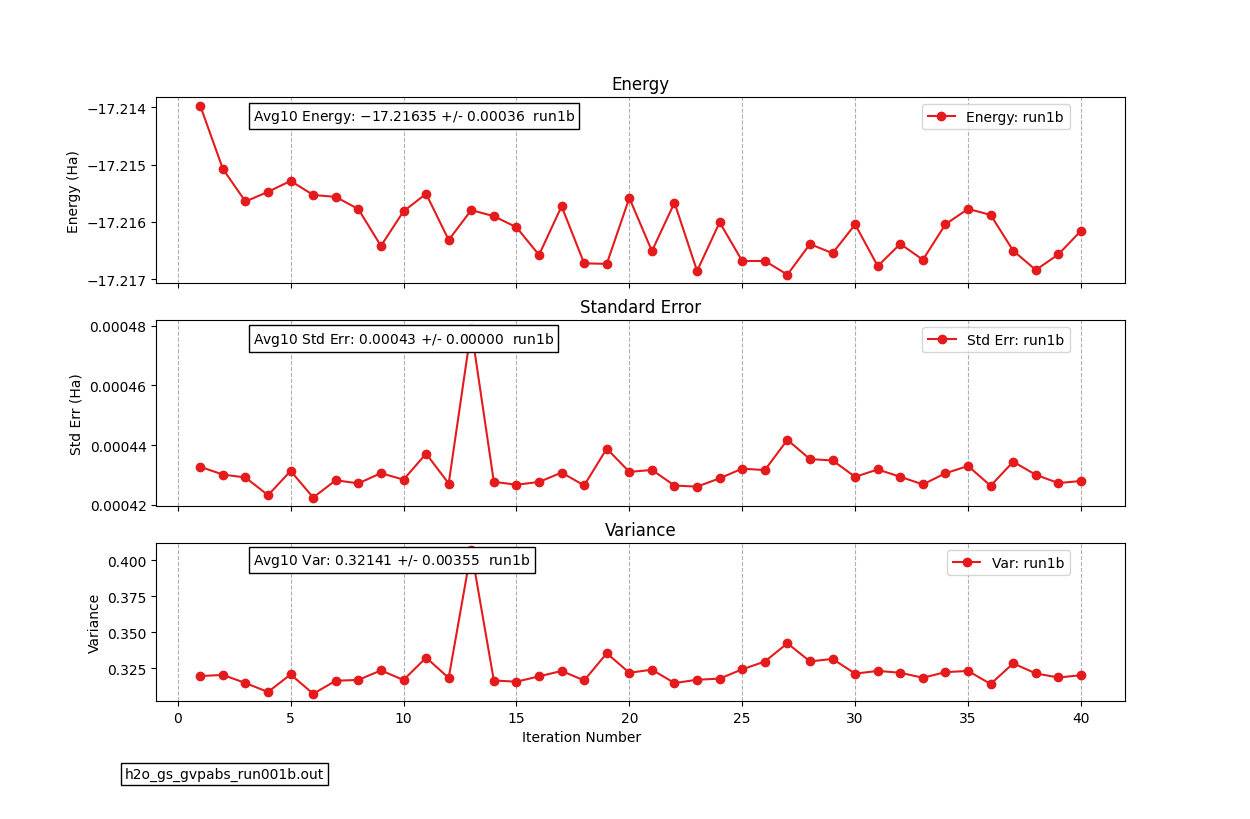 Energy
Avg10 Energy: −17.21635 +/- 0.00036 run1b
Energy: run1b
Energy (Ha)
−17.214
−17.215
−17.216
−17.217
Standard Error
Avg10 Std Err: 0.00043 +/- 0.00000 run1b
Std Err: run1b
Std Err (Ha)
0.00048
0.00046
0.00044
0.00042
Variance
Avg10 Var: 0.32141 +/- 0.00355 run1b
Var: run1b
Variance
0.400
0.375
0.350
0.325
0 5 10 15 20 25 30 35 40
Iteration Number
h2o_gs_gvpabs_run001b.out